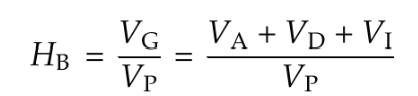 H_B = V_G / V_P = (V_A + V_D + V_I) / V_P